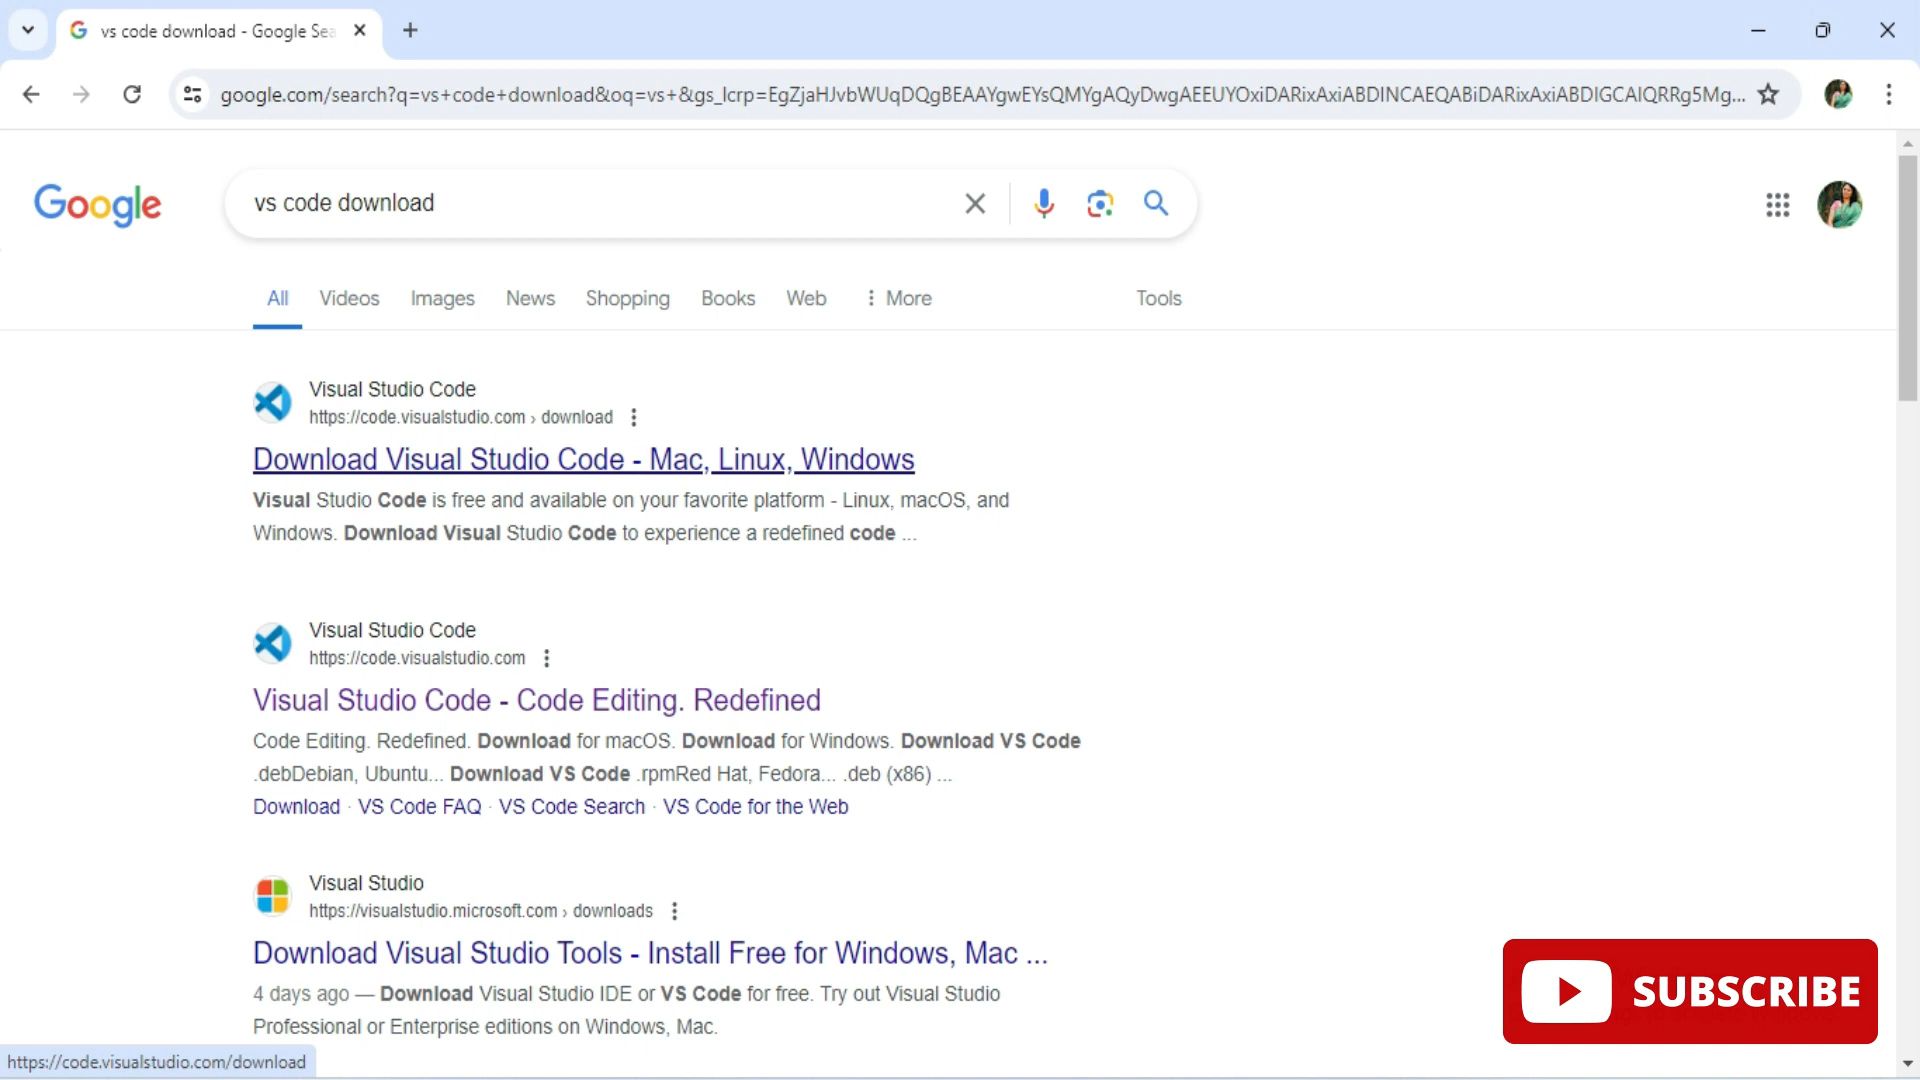 vs code download - Google Sea
google.com/search?q=vs+code+download&oq=vs+&gs_lcrp=EgZjaHJvbWUqDQgBEAAYgwEYsQMYgAQyDwgAEEUYOxiDARixAxiABDINCAEQABiDARixAxiABDIGCAIQRRg5Mg...
Google
vs code download
All Videos Images News Shopping Books Web More Tools
Visual Studio Code
https://code.visualstudio.com › download
Download Visual Studio Code - Mac, Linux, Windows
Visual Studio Code is free and available on your favorite platform - Linux, macOS, and
Windows. Download Visual Studio Code to experience a redefined code ...
Visual Studio Code
https://code.visualstudio.com
Visual Studio Code - Code Editing. Redefined
Code Editing. Redefined. Download for macOS. Download for Windows. Download VS Code
.debDebian, Ubuntu... Download VS Code .rpmRed Hat, Fedora... .deb (x86) ...
Download · VS Code FAQ · VS Code Search · VS Code for the Web
Visual Studio
https://visualstudio.microsoft.com › downloads
Download Visual Studio Tools - Install Free for Windows, Mac ...
4 days ago — Download Visual Studio IDE or VS Code for free. Try out Visual Studio
Professional or Enterprise editions on Windows, Mac.
SUBSCRIBE
https://code.visualstudio.com/download